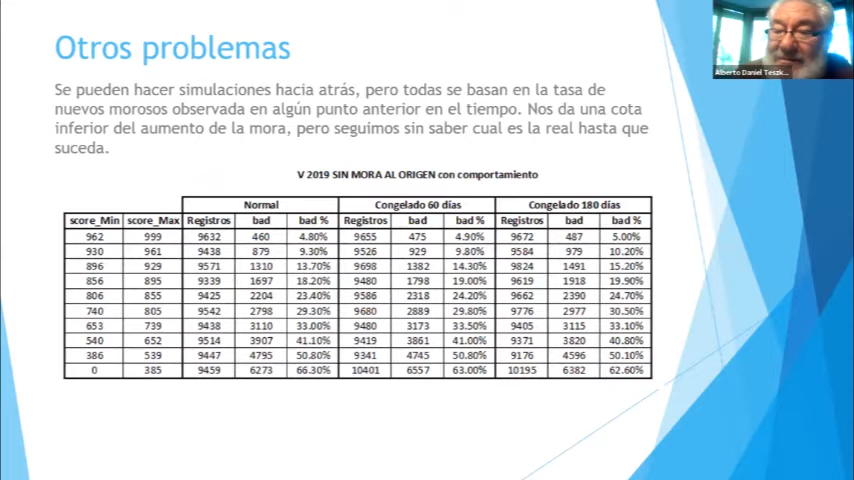 Otros problemas
Alberto Daniel Teszk...
Se pueden hacer simulaciones hacia atrás, pero todas se basan en la tasa de
nuevos morosos observada en algún punto anterior en el tiempo. Nos da una cota
inferior del aumento de la mora, pero seguimos sin saber cual es la real hasta que
suceda.
V 2019 SIN MORA AL ORIGEN con comportamiento
Normal Congelado 60 días Congelado 180 días
score_Min score_Max Registros bad bad % Registros bad bad % Registros bad bad %
962 999 9632 460 4.80% 9655 475 4.90% 9672 487 5.00%
930 961 9438 879 9.30% 9526 929 9.80% 9584 979 10.20%
896 929 9571 1310 13.70% 9698 1382 14.30% 9824 1491 15.20%
856 895 9339 1697 18.20% 9480 1798 19.00% 9619 1918 19.90%
806 855 9425 2204 23.40% 9586 2318 24.20% 9662 2390 24.70%
740 805 9542 2798 29.30% 9680 2889 29.80% 9776 2977 30.50%
653 739 9438 3110 33.00% 9480 3173 33.50% 9405 3115 33.10%
540 652 9514 3907 41.10% 9419 3861 41.00% 9371 3820 40.80%
386 539 9447 4795 50.80% 9341 4745 50.80% 9176 4596 50.10%
0 385 9459 6273 66.30% 10401 6557 63.00% 10195 6382 62.60%